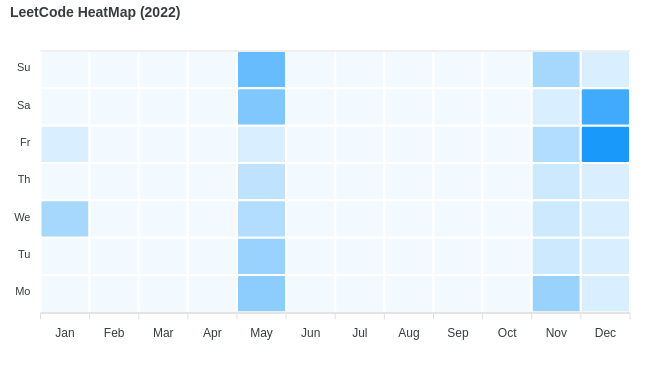 LeetCode HeatMap (2022)
Su
Sa
Fr
Th
We
Tu
Mo
Jan Feb Mar Apr May Jun Jul Aug Sep Oct Nov Dec